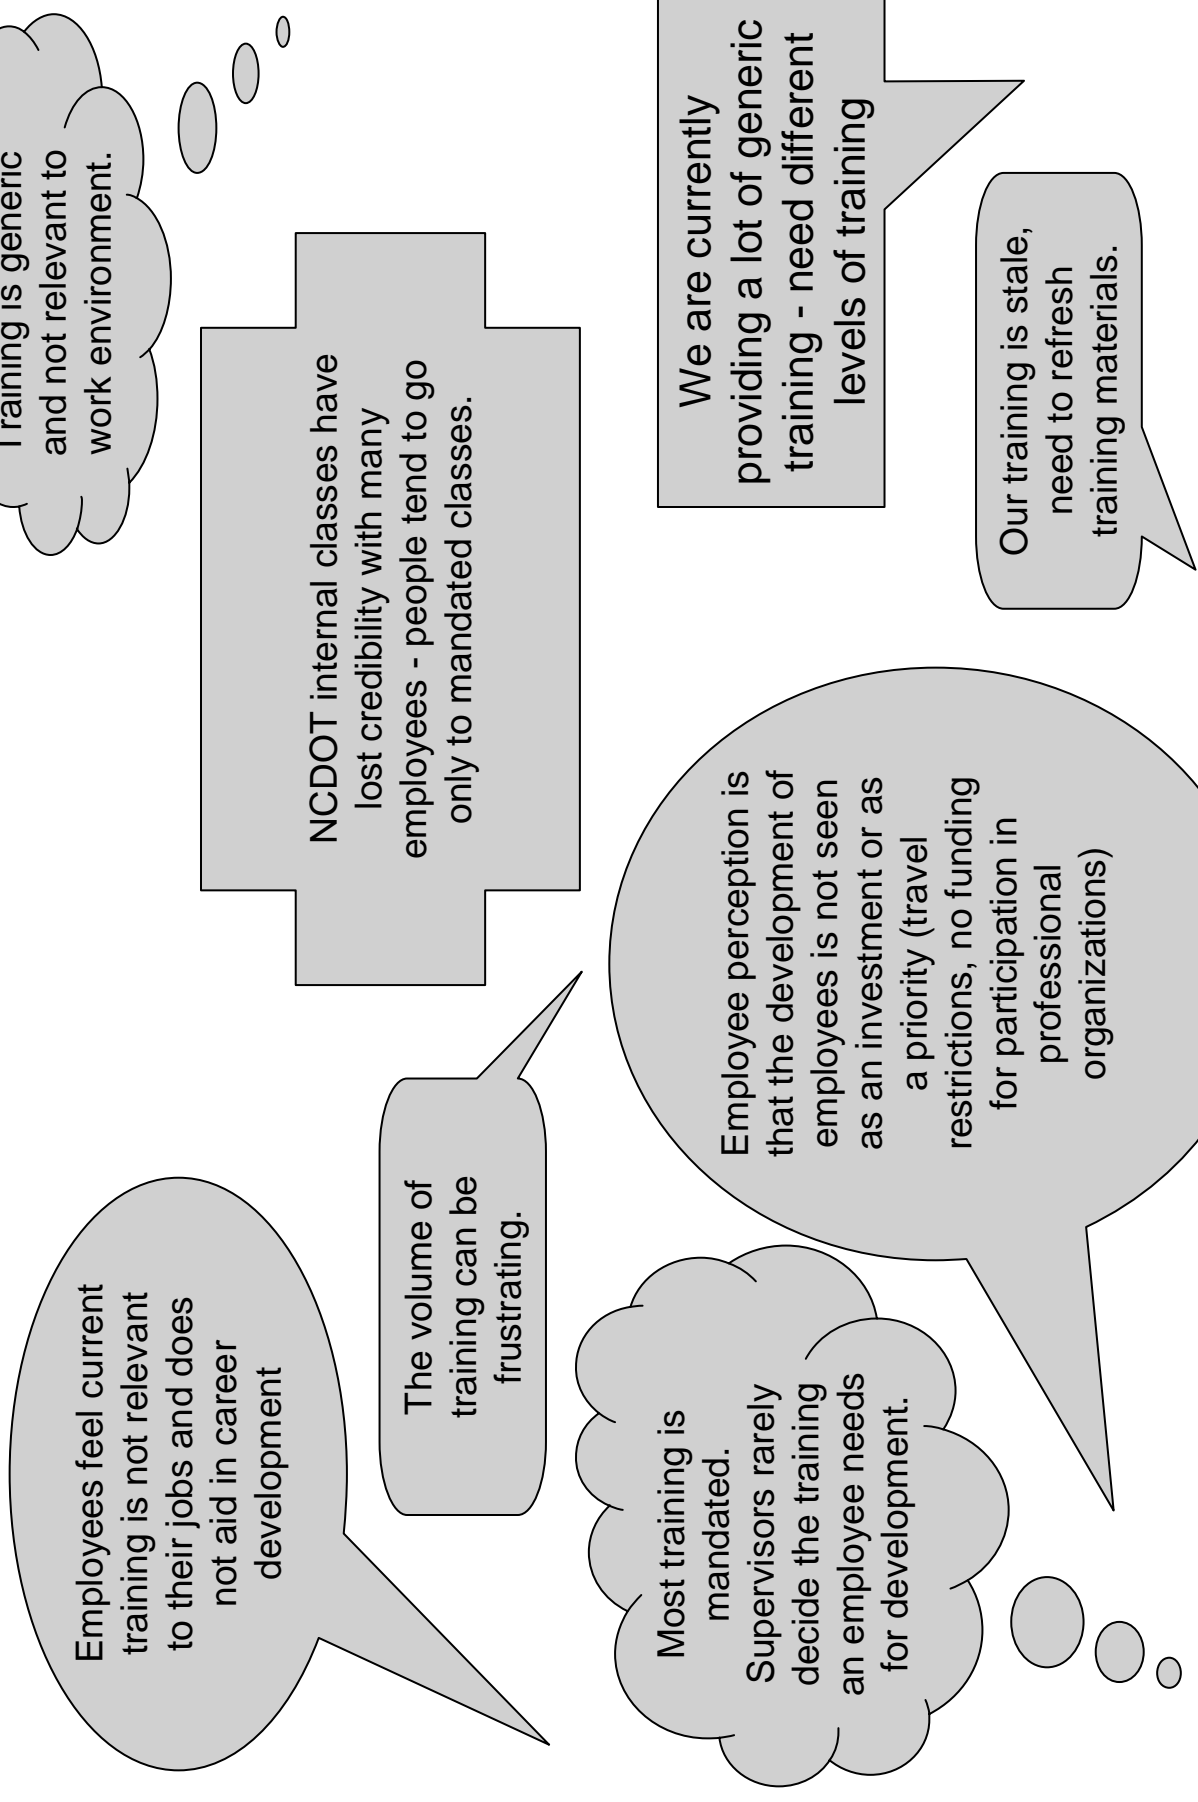 Employees feel current
training is not relevant
to their jobs and does
not aid in career
development
Training is generic
and not relevant to
work environment.
The volume of
training can be
frustrating.
NCDOT internal classes have
lost credibility with many
employees - people tend to go
only to mandated classes.
Most training is
mandated.
Supervisors rarely
decide the training
an employee needs
for development.
Employee perception is
that the development of
employees is not seen
as an investment or as
a priority (travel
restrictions, no funding
for participation in
professional
organizations)
We are currently
providing a lot of generic
training - need different
levels of training
Our training is stale,
need to refresh
training materials.